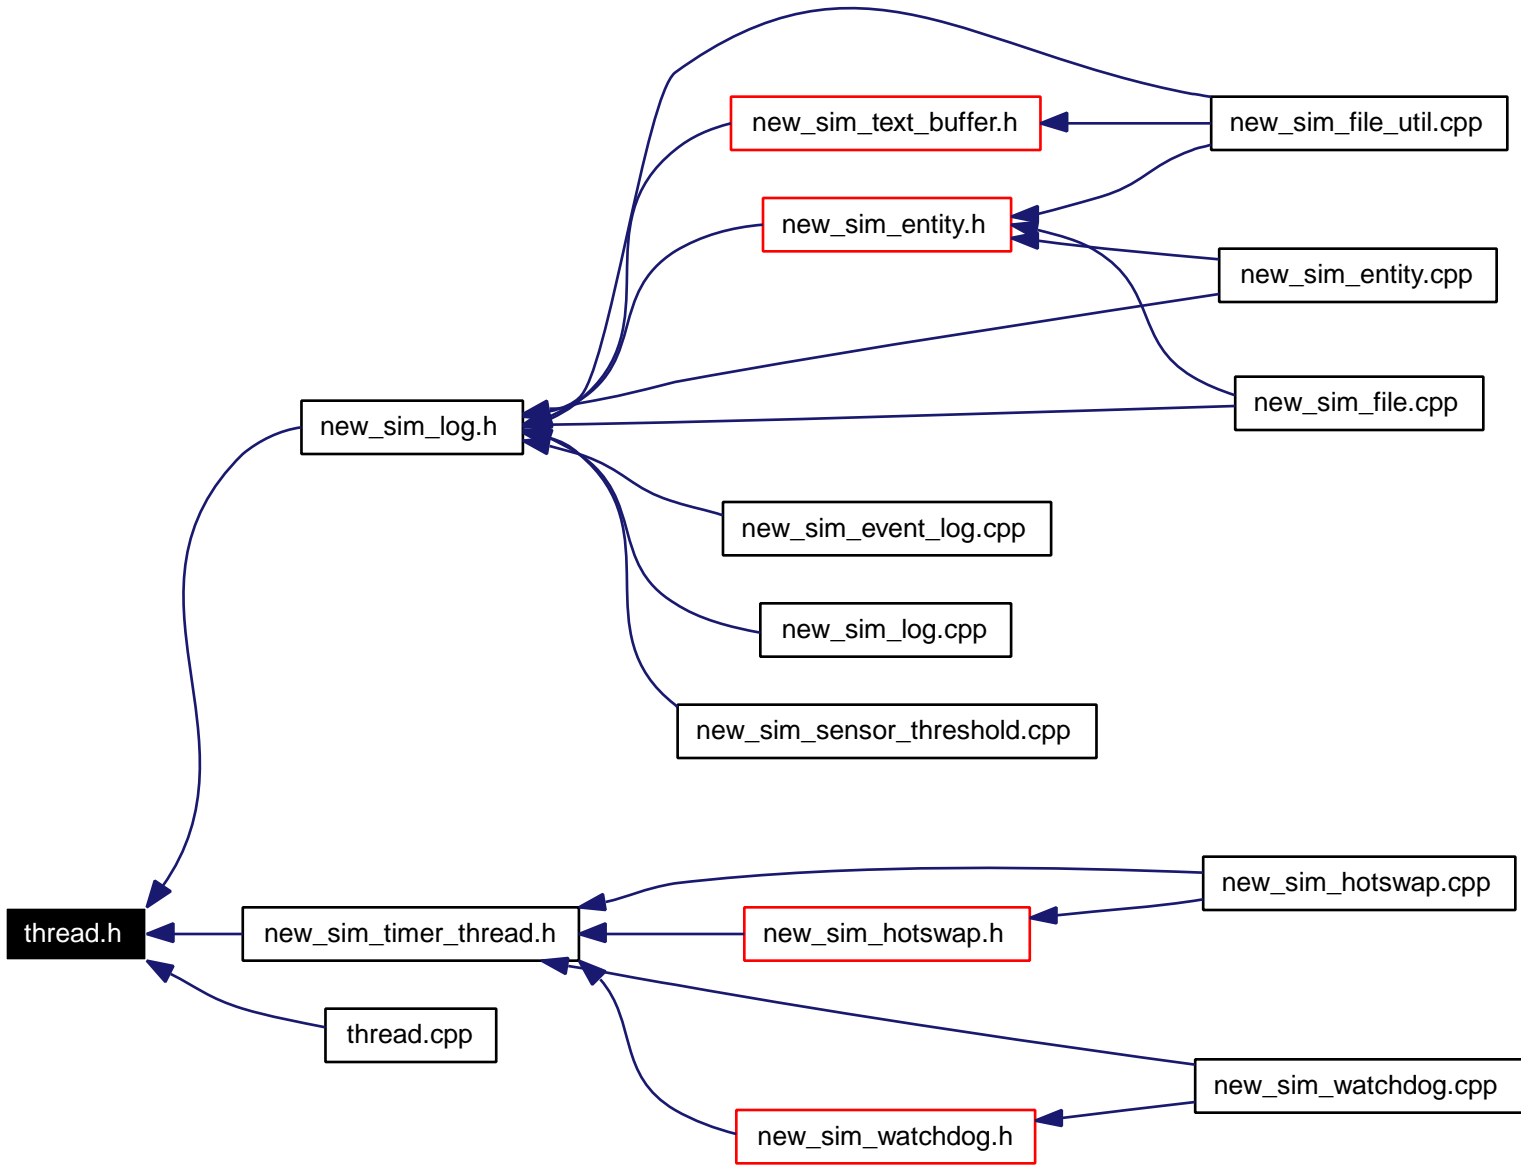 new_sim_text_buffer.h
new_sim_file_util.cpp
new_sim_entity.h
new_sim_entity.cpp
new_sim_file.cpp
new_sim_log.h
new_sim_event_log.cpp
new_sim_log.cpp
new_sim_sensor_threshold.cpp
new_sim_hotswap.cpp
thread.h
new_sim_timer_thread.h
new_sim_hotswap.h
thread.cpp
new_sim_watchdog.cpp
new_sim_watchdog.h